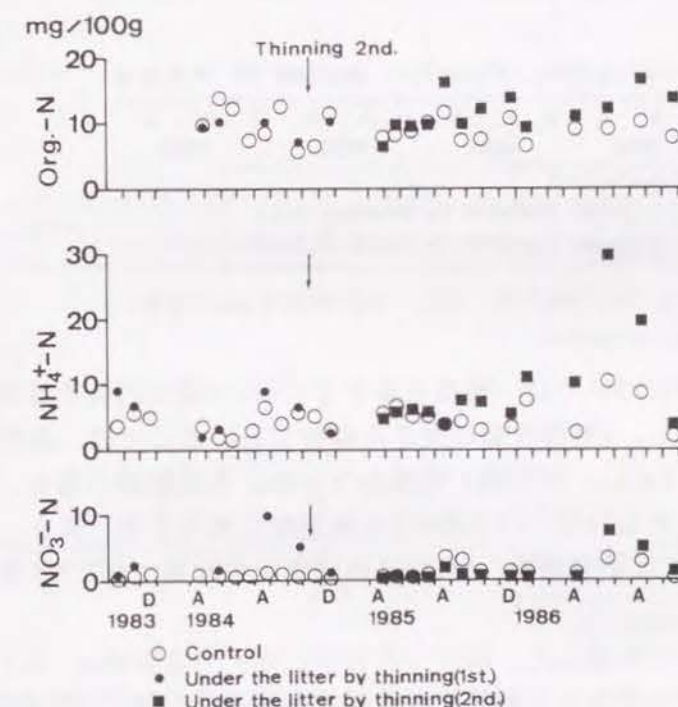 mg/100g
Thinning 2nd.
20
10
0
Org.-N
30
20
10
0
NH₄⁺-N
10
0
NO₃⁻-N
D A A A A D A A
1983 1984 1985 1986
○ Control
• Under the litter by thinning(1st.)
■ Under the litter by thinning(2nd.)